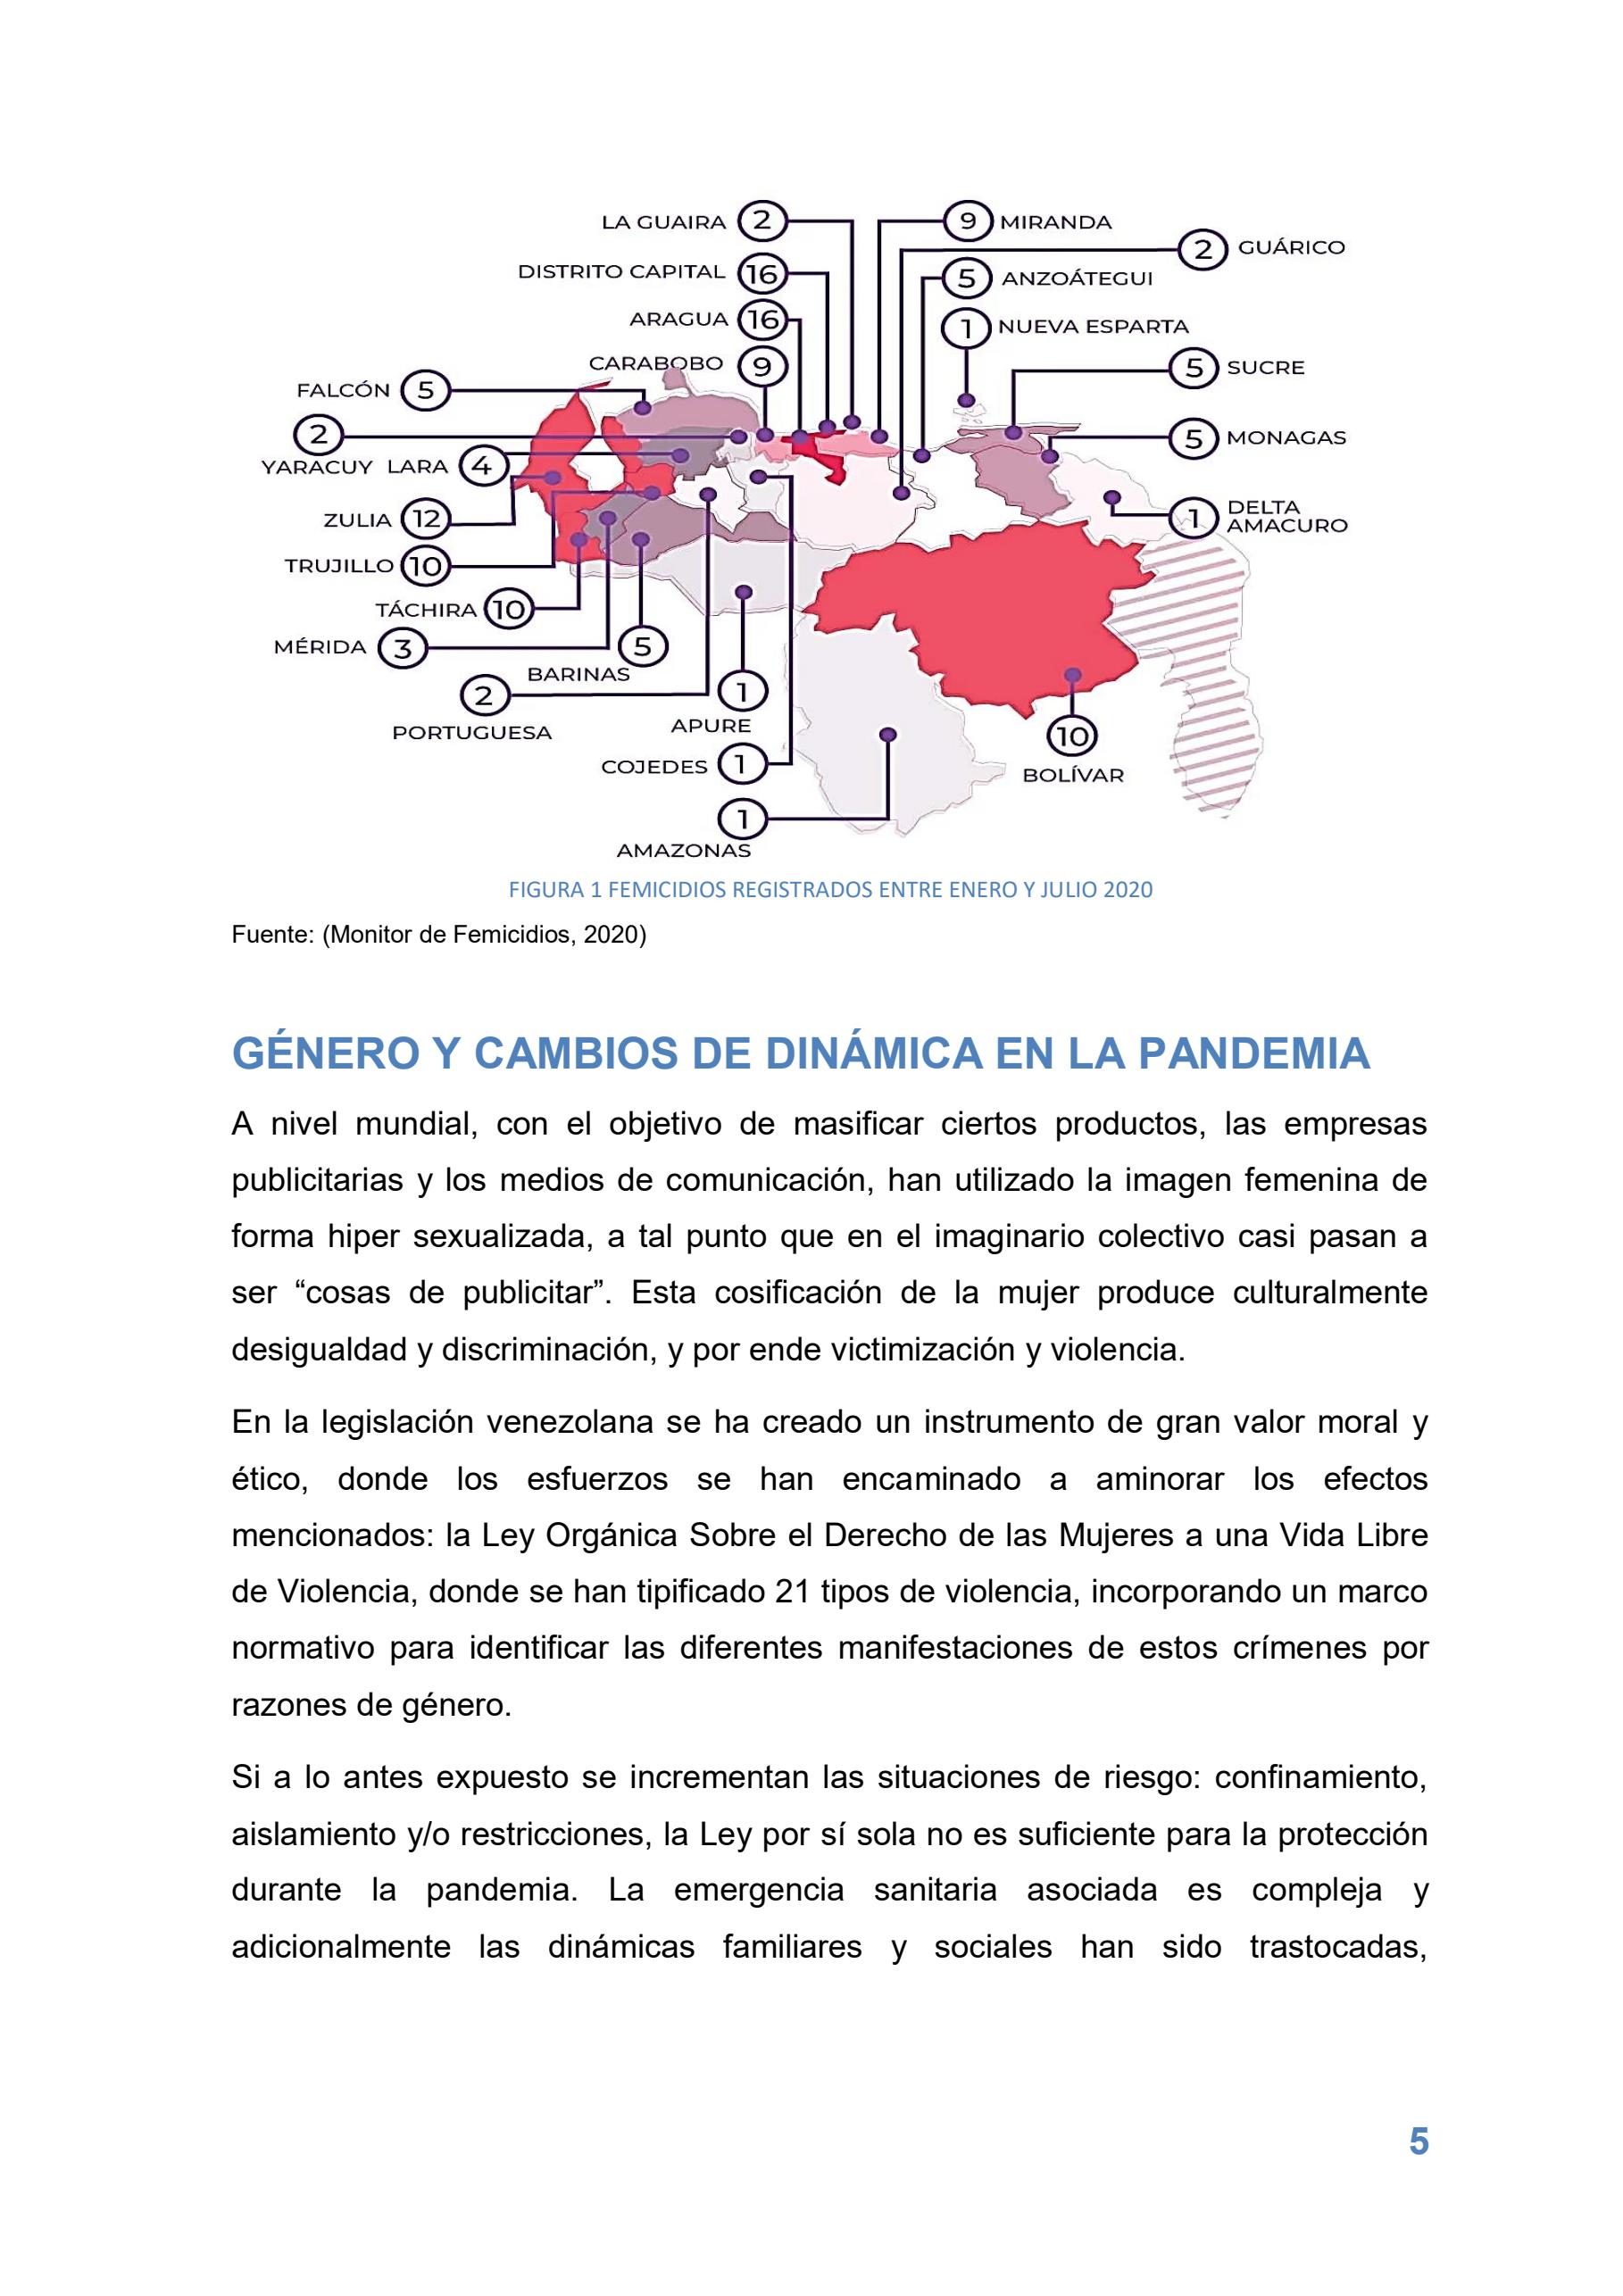 LA GUAIRA 2
9 MIRANDA
2 GUÁRICO
DISTRITO CAPITAL 16
5 ANZOÁTEGUI
ARAGUA 16
1 NUEVA ESPARTA
CARABOBO 9
5 SUCRE
FALCÓN 5
2
YARACUY
5 MONAGAS
LARA 4
ZULIA 12
1 DELTA
AMACURO
TRUJILLO 10
TÁCHIRA 10
MÉRIDA 3
5
BARINAS
2
PORTUGUESA
1
APURE
10
BOLÍVAR
COJEDES 1
1
AMAZONAS
FIGURA 1 FEMICIDIOS REGISTRADOS ENTRE ENERO Y JULIO 2020
Fuente: (Monitor de Femicidios, 2020)
GÉNERO Y CAMBIOS DE DINÁMICA EN LA PANDEMIA
A nivel mundial, con el objetivo de masificar ciertos productos, las empresas
publicitarias y los medios de comunicación, han utilizado la imagen femenina de
forma hiper sexualizada, a tal punto que en el imaginario colectivo casi pasan a
ser “cosas de publicitar”. Esta cosificación de la mujer produce culturalmente
desigualdad y discriminación, y por ende victimización y violencia.
En la legislación venezolana se ha creado un instrumento de gran valor moral y
ético, donde los esfuerzos se han encaminado a aminorar los efectos
mencionados: la Ley Orgánica Sobre el Derecho de las Mujeres a una Vida Libre
de Violencia, donde se han tipificado 21 tipos de violencia, incorporando un marco
normativo para identificar las diferentes manifestaciones de estos crímenes por
razones de género.
Si a lo antes expuesto se incrementan las situaciones de riesgo: confinamiento,
aislamiento y/o restricciones, la Ley por sí sola no es suficiente para la protección
durante la pandemia. La emergencia sanitaria asociada es compleja y
adicionalmente las dinámicas familiares y sociales han sido trastocadas,
5